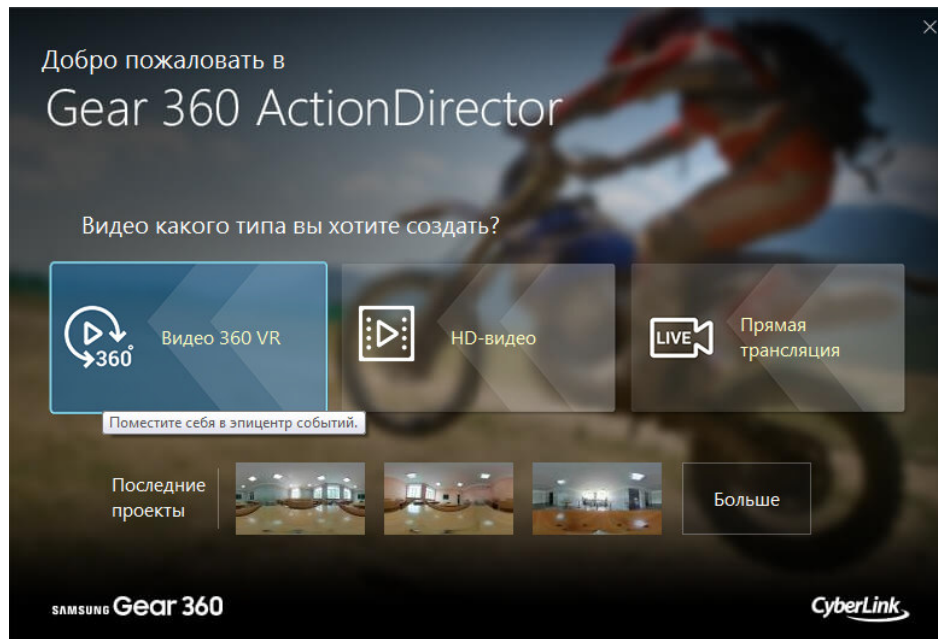 Добро пожаловать в
Gear 360 ActionDirector
Видео какого типа вы хотите создать?
360°
Видео 360 VR
HD-видео
LIVE
Прямая
трансляция
Поместите себя в эпицентр событий.
Последние
проекты
Больше
SAMSUNG Gear 360
CyberLink